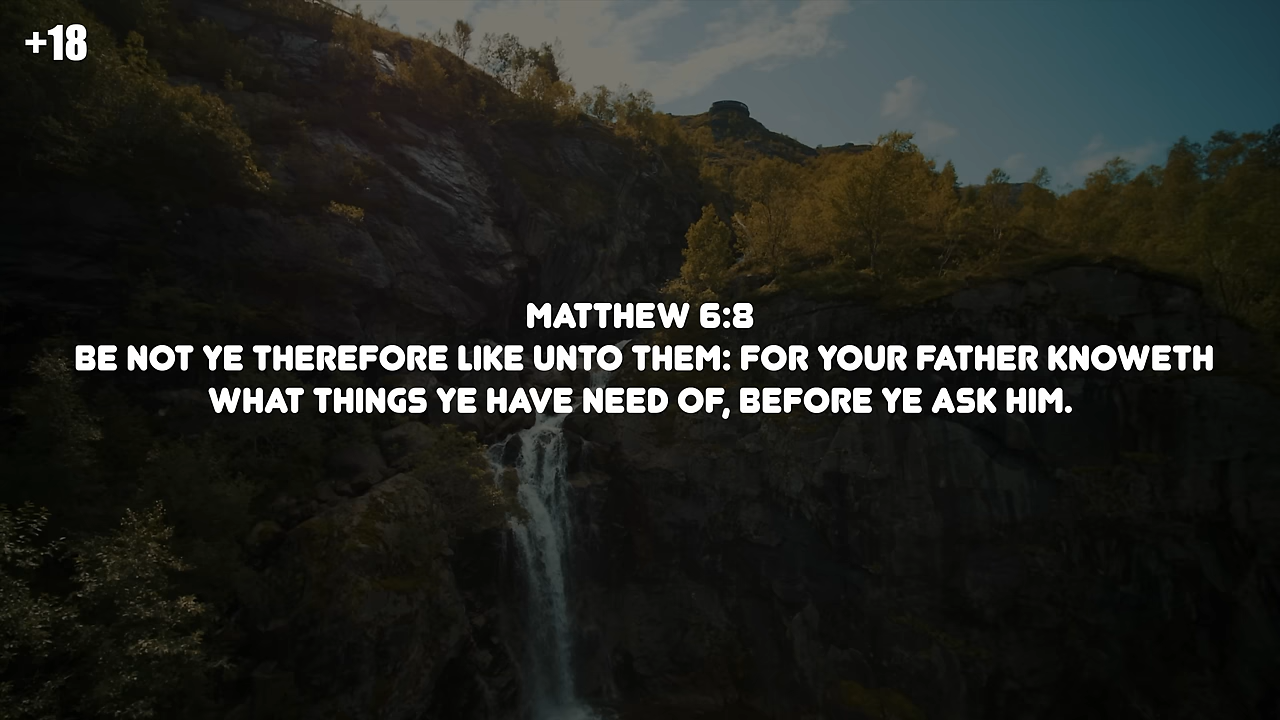 +18
MATTHEW 6:8
BE NOT YE THEREFORE LIKE UNTO THEM: FOR YOUR FATHER KNOWETH
WHAT THINGS YE HAVE NEED OF, BEFORE YE ASK HIM.